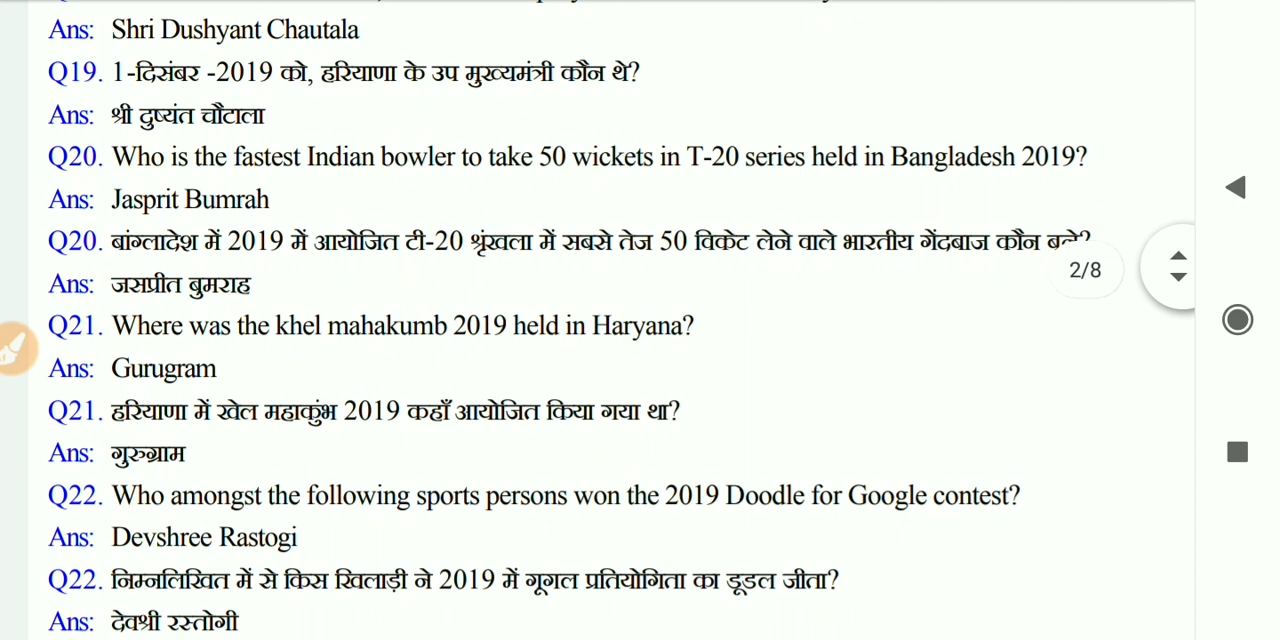 Ans: Shri Dushyant Chautala
Q19. 1-दिसंबर -2019 को, हरियाणा के उप मुख्यमंत्री कौन थे?
Ans: श्री दुष्यंत चौटाला
Q20. Who is the fastest Indian bowler to take 50 wickets in T-20 series held in Bangladesh 2019?
Ans: Jasprit Bumrah
Q20. बांग्लादेश में 2019 में आयोजित टी-20 श्रृंखला में सबसे तेज 50 विकेट लेने वाले भारतीय गेंदबाज कौन बने?
2/8
Ans: जसप्रीत बुमराह
Q21. Where was the khel mahakumb 2019 held in Haryana?
Ans: Gurugram
Q21. हरियाणा में खेल महाकुंभ 2019 कहाँ आयोजित किया गया था?
Ans: गुरुग्राम
Q22. Who amongst the following sports persons won the 2019 Doodle for Google contest?
Ans: Devshree Rastogi
Q22. निम्नलिखित में से किस खिलाड़ी ने 2019 में गूगल प्रतियोगिता का डूडल जीता?
Ans: देवश्री रस्तोगी